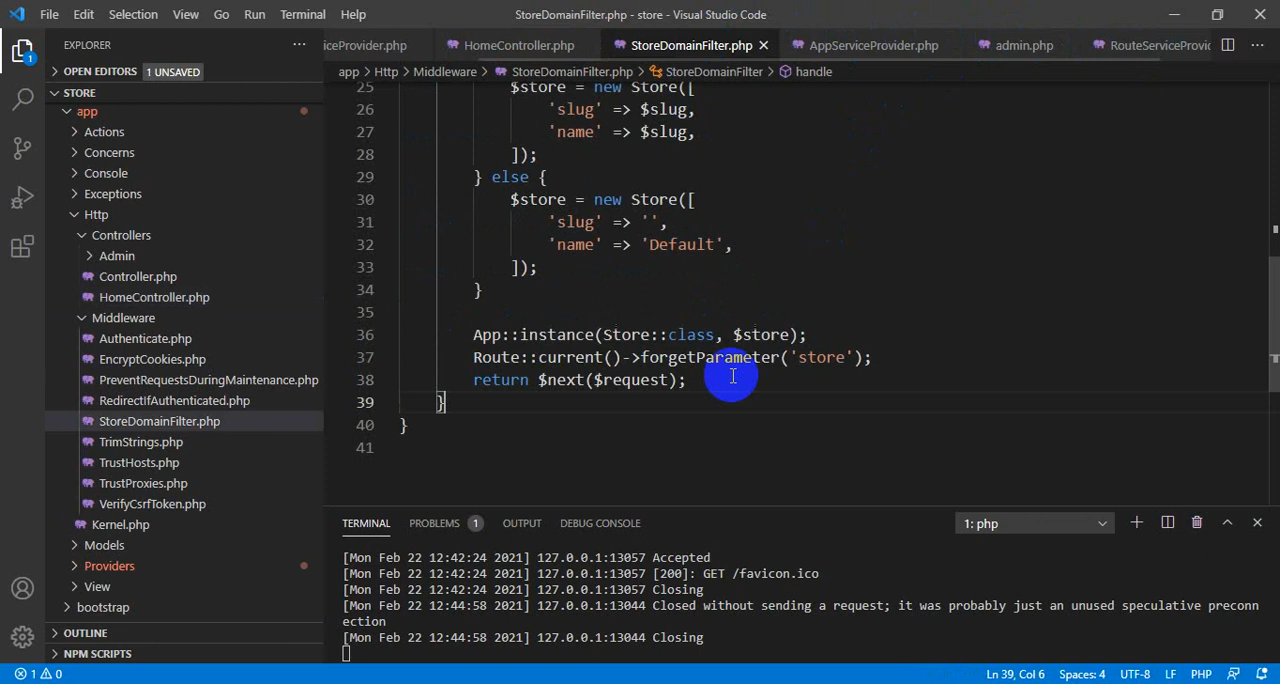 File Edit Selection View Go Run Terminal Help StoreDomainFilter.php - store - Visual Studio Code
EXPLORER
iceProvider.php HomeController.php StoreDomainFilter.php AppServiceProvider.php admin.php RouteServiceProvi
OPEN EDITORS 1 UNSAVED
app > Http > Middleware > StoreDomainFilter.php > StoreDomainFilter > handle
STORE
app
Actions
Concerns
Console
Exceptions
Http
Controllers
Admin
Controller.php
HomeController.php
Middleware
Authenticate.php
EncryptCookies.php
PreventRequestsDuringMaintenance.php
RedirectIfAuthenticated.php
StoreDomainFilter.php
TrimStrings.php
TrustHosts.php
TrustProxies.php
VerifyCsrfToken.php
Kernel.php
Models
Providers
View
bootstrap
OUTLINE
NPM SCRIPTS
1
25 $store = new Store([
26 'slug' => $slug,
27 'name' => $slug,
28 ]);
29 } else {
30 $store = new Store([
31 'slug' => '',
32 'name' => 'Default',
33 ]);
34 }
35
36 App::instance(Store::class, $store);
37 Route::current()->forgetParameter('store');
38 return $next($request);
39 }
40 }
41
TERMINAL PROBLEMS 1 OUTPUT DEBUG CONSOLE 1: php
[Mon Feb 22 12:42:24 2021] 127.0.0.1:13057 Accepted
[Mon Feb 22 12:42:24 2021] 127.0.0.1:13057 [200]: GET /favicon.ico
[Mon Feb 22 12:42:24 2021] 127.0.0.1:13057 Closing
[Mon Feb 22 12:44:58 2021] 127.0.0.1:13044 Closed without sending a request; it was probably just an unused speculative preconn
ection
[Mon Feb 22 12:44:58 2021] 127.0.0.1:13044 Closing
1 0 Ln 39, Col 6 Spaces: 4 UTF-8 LF PHP